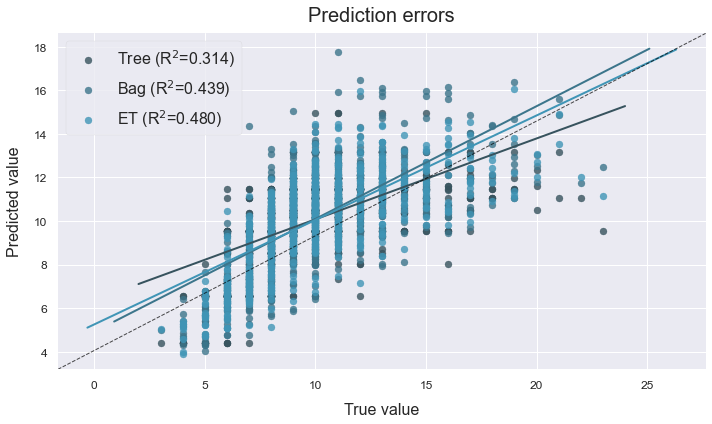 Prediction errors
18
16
14
12
10
8
6
4
Predicted value
Tree (R²=0.314)
Bag (R²=0.439)
ET (R²=0.480)
0 5 10 15 20 25
True value